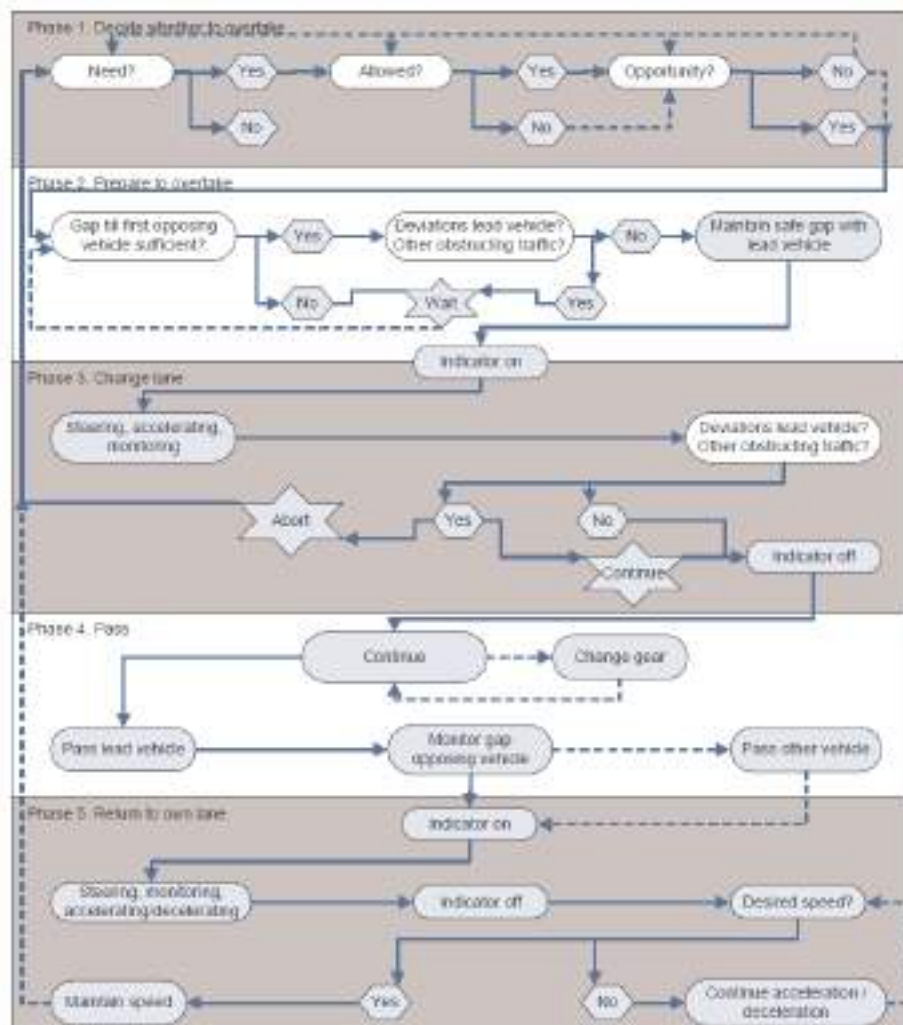 Phase 1. Decide whether to overtake
Need?
Yes
Allowed?
Yes
Opportunity?
No
No
No
Yes
Phase 2. Prepare to overtake
Gap till first opposing
vehicle sufficient?
Yes
Deviations lead vehicle?
Other obstructing traffic?
No
Maintain safe gap with
lead vehicle
No
Wait
Yes
Indicator on
Phase 3. Change lane
Steering, accelerating,
monitoring
Deviations lead vehicle?
Other obstructing traffic?
Abort
Yes
No
Continue
Indicator off
Phase 4. Pass
Continue
Change gear
Pass lead vehicle
Monitor gap
opposing vehicle
Pass other vehicle
Phase 5. Return to own lane
Indicator on
Steering, monitoring,
accelerating/decelerating
Indicator off
Desired speed?
Maintain speed
Yes
No
Continue acceleration /
deceleration